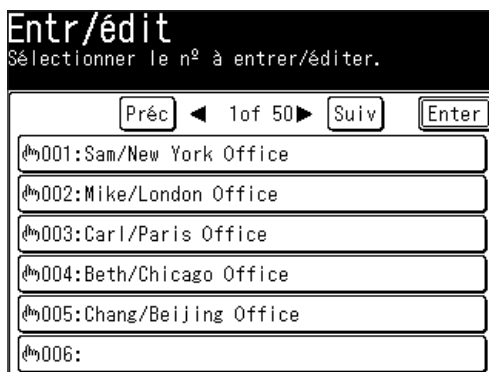 Entr/édit
Sélectionner le nº à entrer/éditer.
Préc ◀ 1of 50▶ Suiv Enter
001:Sam/New York Office
002:Mike/London Office
003:Carl/Paris Office
004:Beth/Chicago Office
005:Chang/Beijing Office
006: